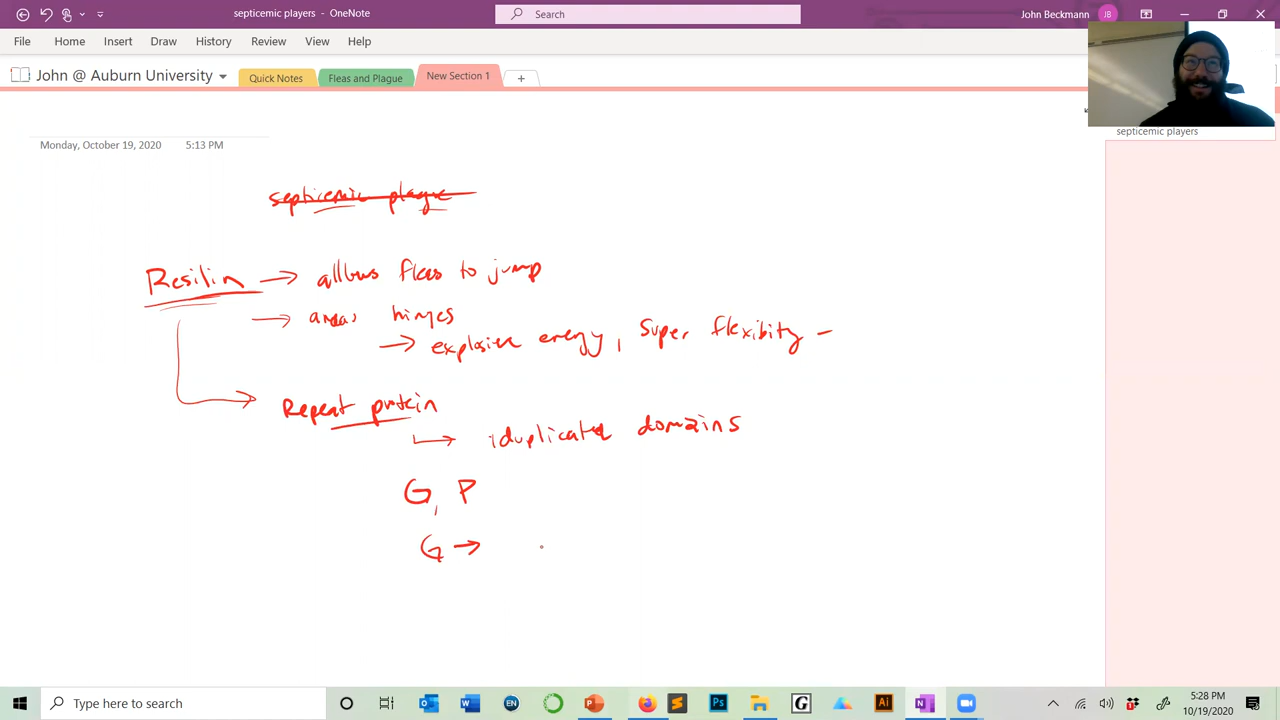 septicemic players - OneNote
Search
John Beckmann
JB
File Home Insert Draw History Review View Help
John @ Auburn University
Quick Notes
Fleas and Plague
New Section 1
septicemic players
Monday, October 19, 2020 5:13 PM
septicemic plague
Resilin → allows fleas to jump
→ hinges
→ explosive energy, super flexibity -
Repeat protein
→ duplicated domains
G, P
G →
Type here to search
5:28 PM
10/19/2020